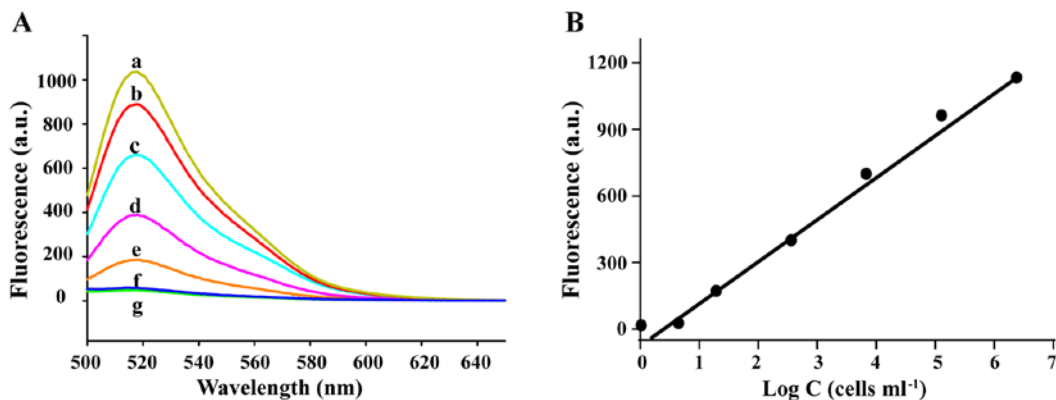 A
Fluorescence (a.u.)
1000
800
600
400
200
0
a
b
c
d
e
f
g
500 520 540 560 580 600 620 640
Wavelength (nm)
B
Fluorescence (a.u.)
1200
900
600
300
0
0 1 2 3 4 5 6 7
Log C (cells ml⁻¹)